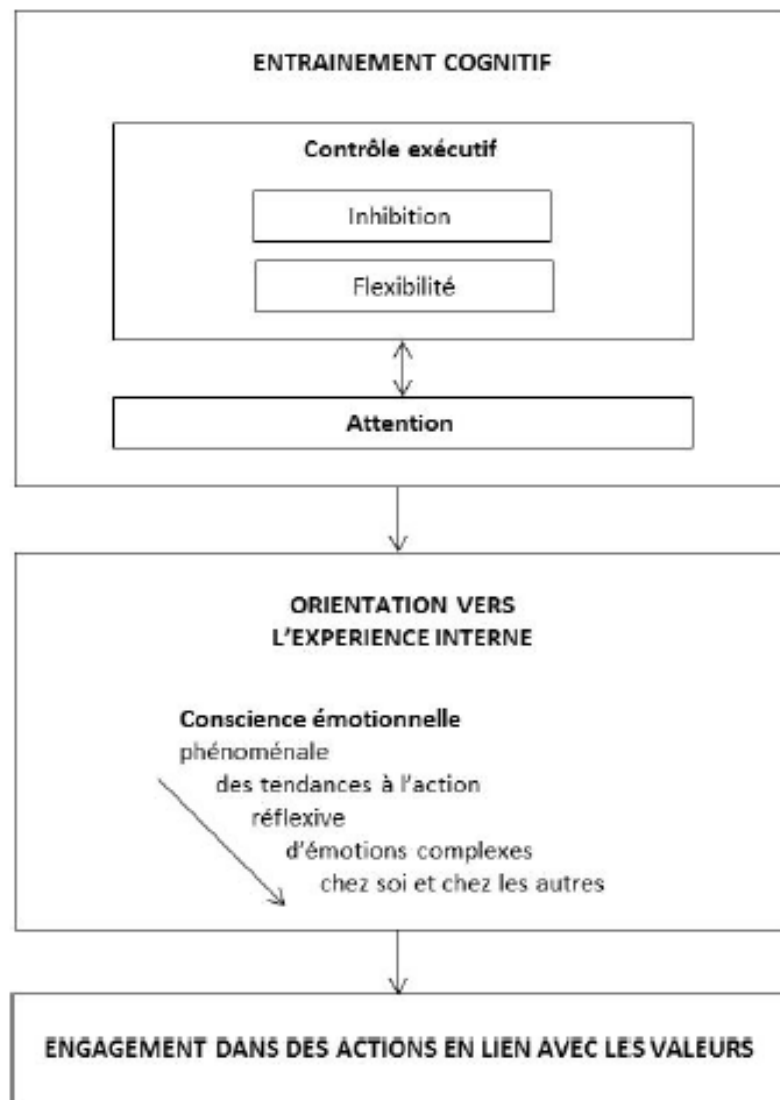 ENTRAINEMENT COGNITIF
Contrôle exécutif
Inhibition
Flexibilité
Attention
ORIENTATION VERS
L'EXPERIENCE INTERNE
Conscience émotionnelle
phénoménale
des tendances à l'action
réflexive
d'émotions complexes
chez soi et chez les autres
ENGAGEMENT DANS DES ACTIONS EN LIEN AVEC LES VALEURS